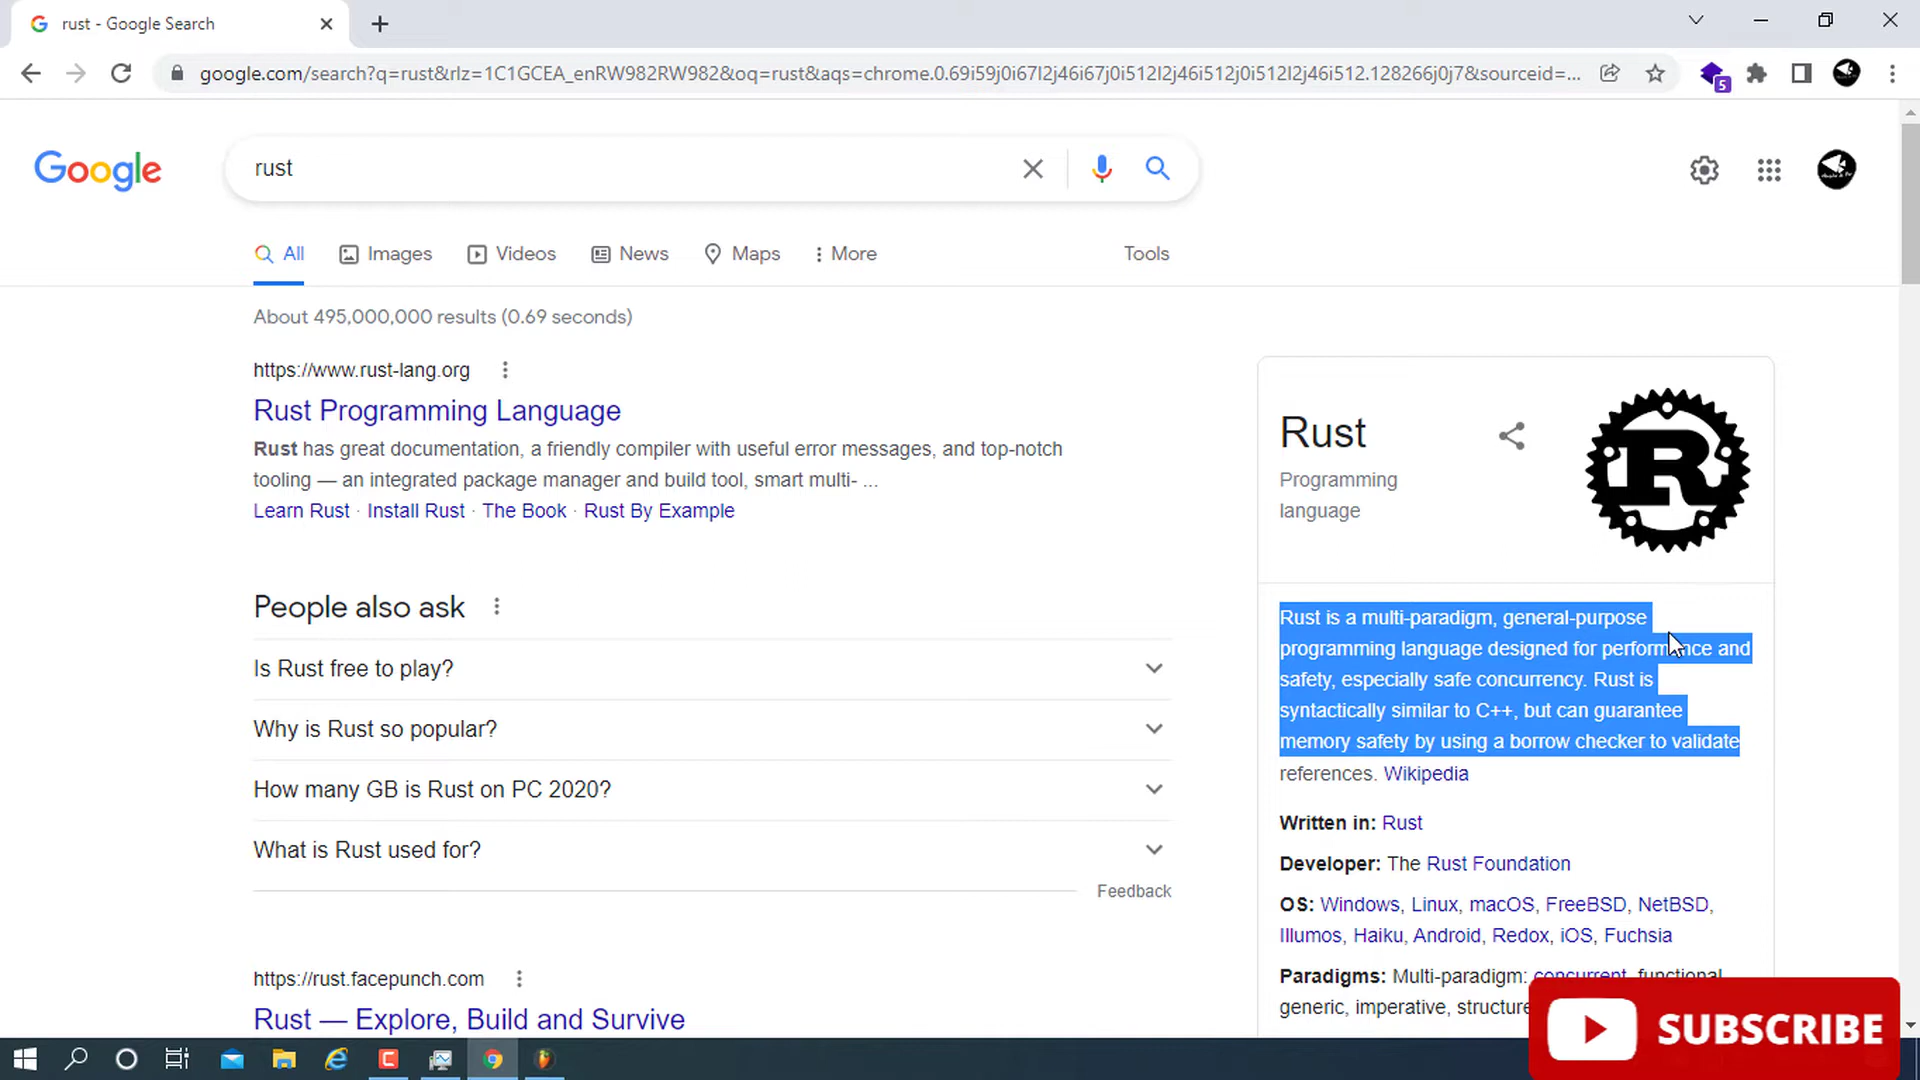 rust - Google Search
google.com/search?q=rust&rlz=1C1GCEA_enRW982RW982&oq=rust&aqs=chrome.0.69i59j0i67l2j46i67j0i512l2j46i512j0i512l2j46i512.128266j0j7&sourceid=...
5
Google
rust
All
Images
Videos
News
Maps
More
Tools
About 495,000,000 results (0.69 seconds)
https://www.rust-lang.org
Rust Programming Language
Rust has great documentation, a friendly compiler with useful error messages, and top-notch
tooling — an integrated package manager and build tool, smart multi- ...
Learn Rust · Install Rust · The Book · Rust By Example
People also ask
Is Rust free to play?
Why is Rust so popular?
How many GB is Rust on PC 2020?
What is Rust used for?
Feedback
https://rust.facepunch.com
Rust — Explore, Build and Survive
Rust
Programming
language
R
Rust is a multi-paradigm, general-purpose
programming language designed for performance and
safety, especially safe concurrency. Rust is
syntactically similar to C++, but can guarantee
memory safety by using a borrow checker to validate
references. Wikipedia
Written in: Rust
Developer: The Rust Foundation
OS: Windows, Linux, macOS, FreeBSD, NetBSD,
Illumos, Haiku, Android, Redox, iOS, Fuchsia
Paradigms: Multi-paradigm: concurrent, functional
generic, imperative, structure
SUBSCRIBE